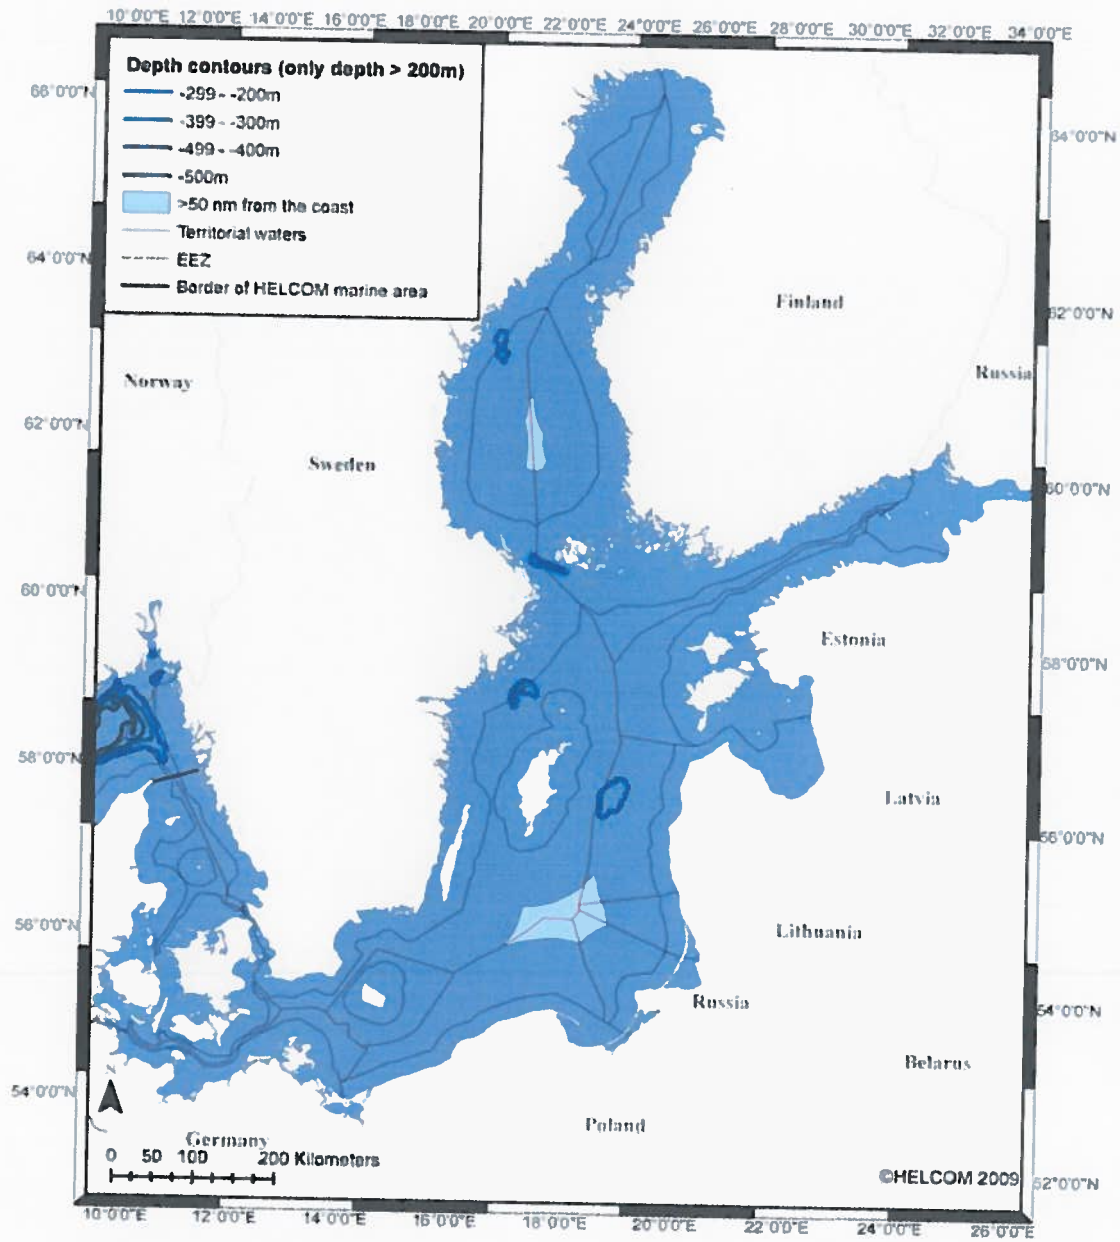 10°0'0"E 12°0'0"E 14°0'0"E 16°0'0"E 18°0'0"E 20°0'0"E 22°0'0"E 24°0'0"E 26°0'0"E 28°0'0"E 30°0'0"E 32°0'0"E 34°0'0"E
Depth contours (only depth > 200m)
-299 - -200m
-399 - -300m
-499 - -400m
-500m
>50 nm from the coast
Territorial waters
EEZ
Border of HELCOM marine area
66°0'0"N
64°0'0"N
64°0'0"N
Finland
62°0'0"N
Norway
Russia
62°0'0"N
Sweden
60°0'0"N
60°0'0"N
Estonia
58°0'0"N
58°0'0"N
Latvia
56°0'0"N
56°0'0"N
Lithuania
Russia
54°0'0"N
Belarus
54°0'0"N
N
Poland
Germany
0 50 100 200 Kilometers
©HELCOM 2009
52°0'0"N
10°0'0"E 12°0'0"E 14°0'0"E 16°0'0"E 18°0'0"E 20°0'0"E 22°0'0"E 24°0'0"E 26°0'0"E